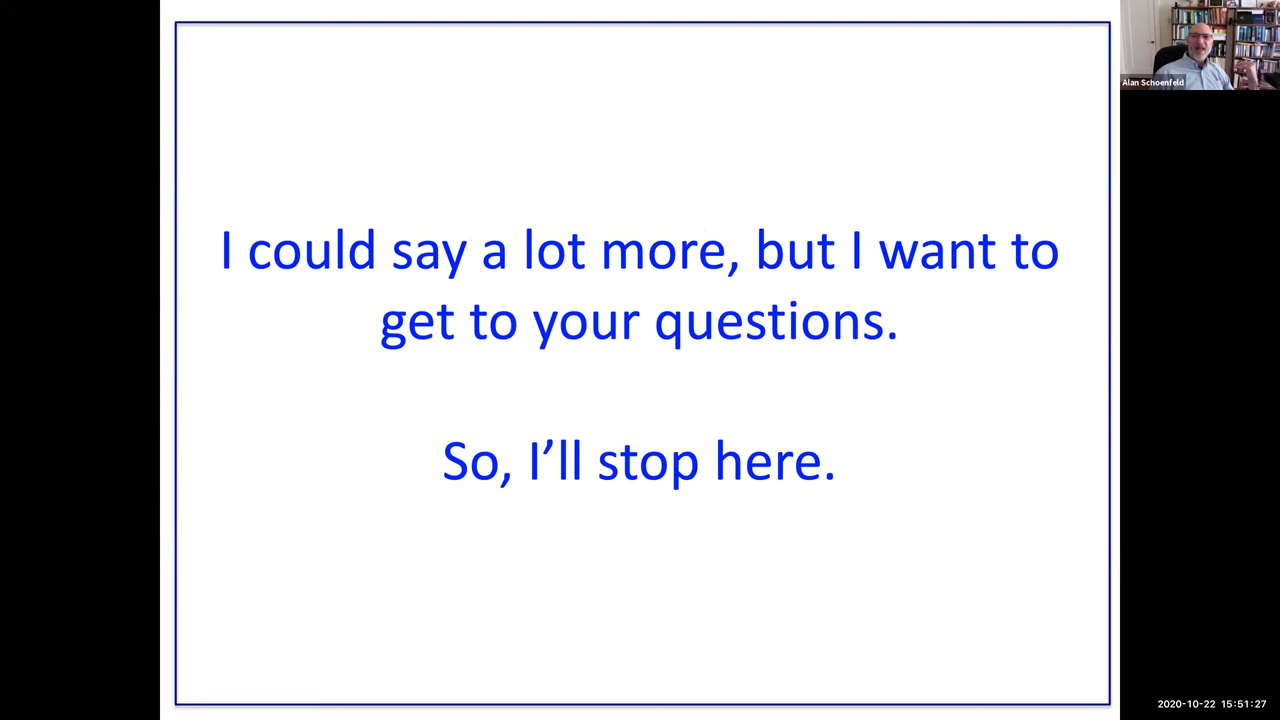 I could say a lot more, but I want to
get to your questions.
So, I’ll stop here.
Alan Schoenfeld
2020-10-22 15:51:27